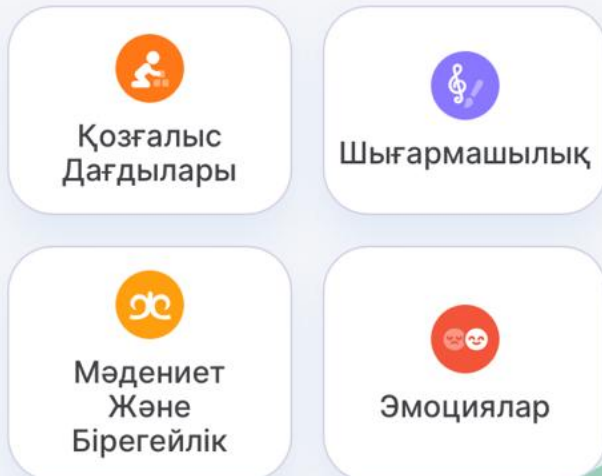 Қозғалыс
Дағдылары
Шығармашылық
Мәдениет
Және
Бірегейлік
Эмоциялар